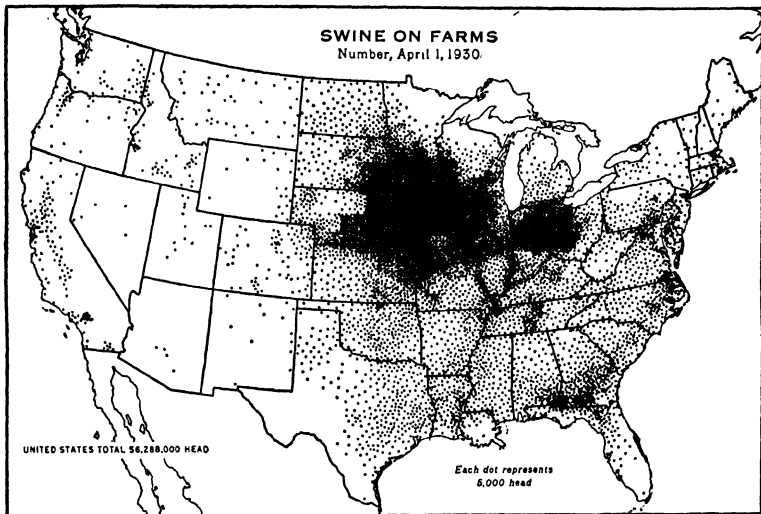 SWINE ON FARMS
Number, April 1, 1930
UNITED STATES TOTAL 56,288,000 HEAD
Each dot represents
5,000 head